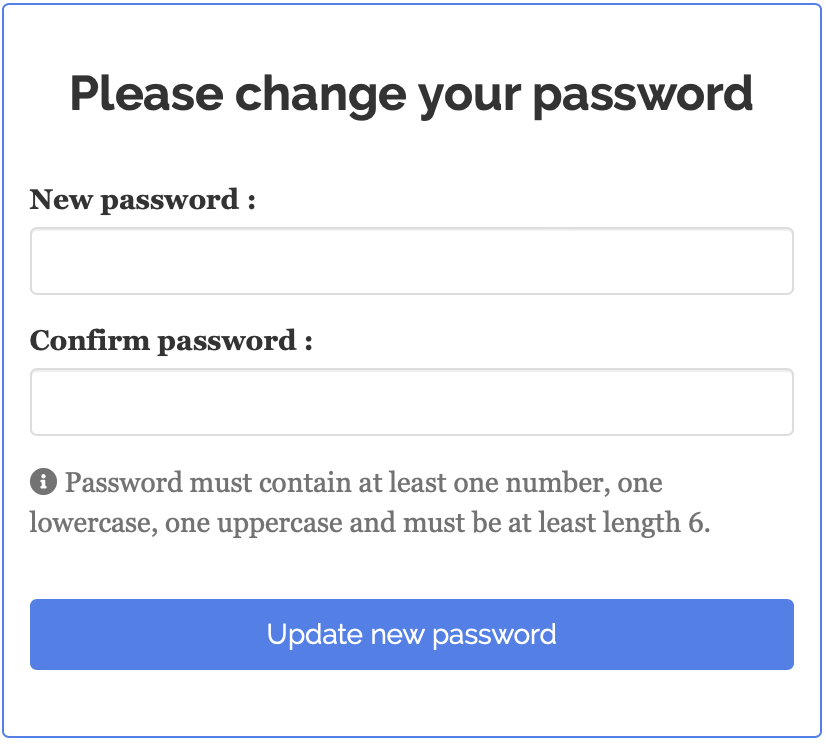 Please change your password
New password :
Confirm password :
Password must contain at least one number, one
lowercase, one uppercase and must be at least length 6.
Update new password